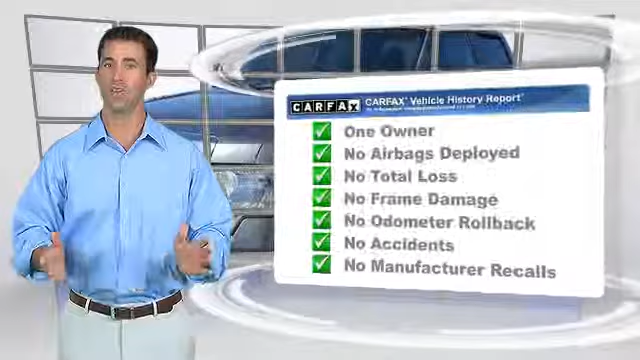 CARFAX CARFAX Vehicle History Report
One Owner
No Airbags Deployed
No Total Loss
No Frame Damage
No Odometer Rollback
No Accidents
No Manufacturer Recalls